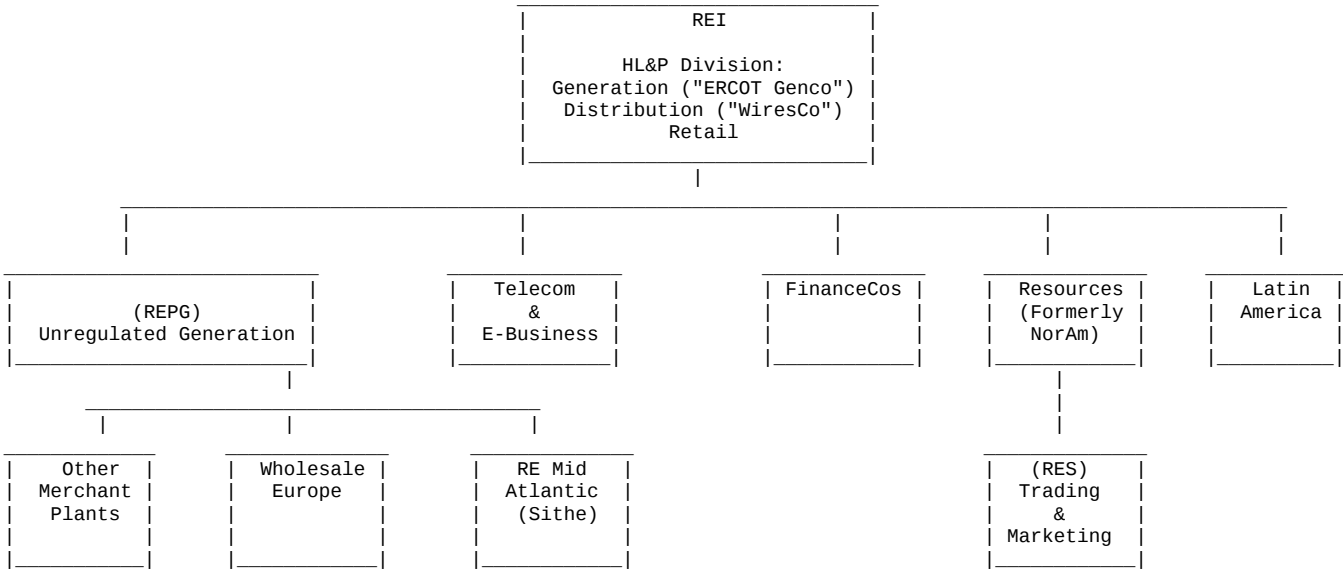 REI
HL&P Division:
Generation ("ERCOT Genco")
Distribution ("WiresCo")
Retail
(REPG)
Unregulated Generation
Telecom
&
E-Business
FinanceCos
Resources
(Formerly
NorAm)
Latin
America
Other
Merchant
Plants
Wholesale
Europe
RE Mid
Atlantic
(Sithe)
(RES)
Trading
&
Marketing